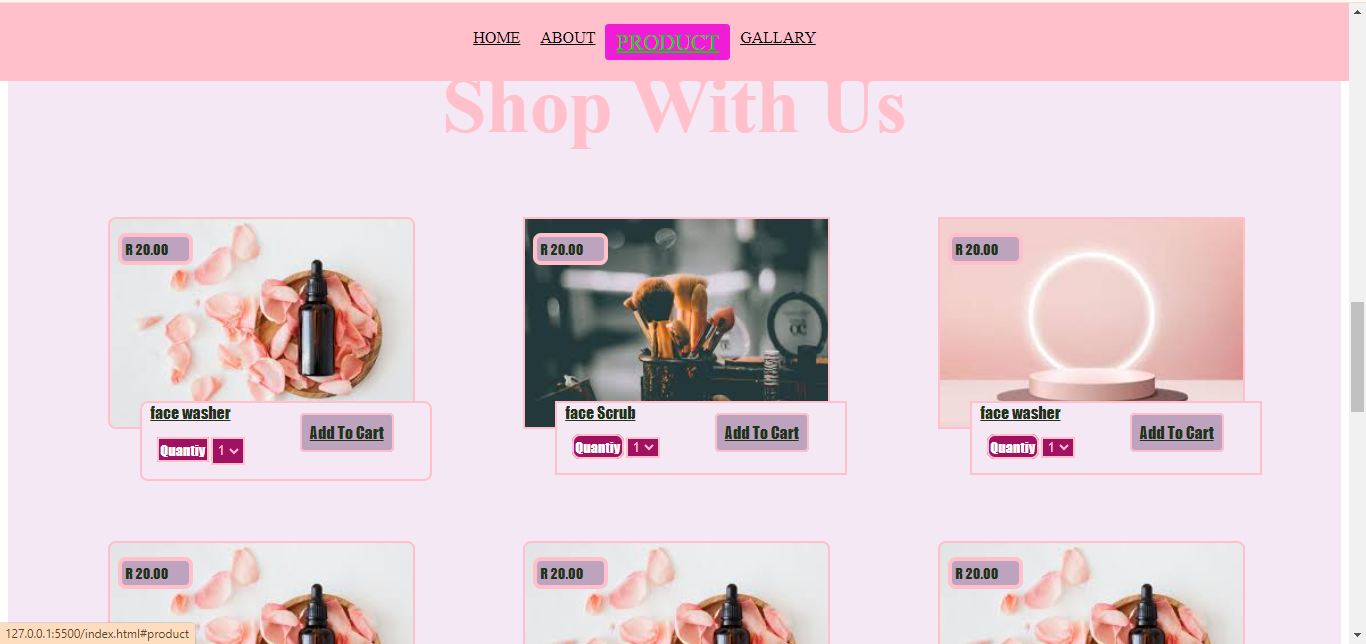 HOME ABOUT PRODUCT GALLARY
Shop With Us
R 20.00
R 20.00
R 20.00
face washer
Add To Cart
Quantiy 1
face Scrub
Add To Cart
Quantiy 1
face washer
Add To Cart
Quantiy 1
R 20.00
R 20.00
R 20.00
127.0.0.1:5500/index.html#product